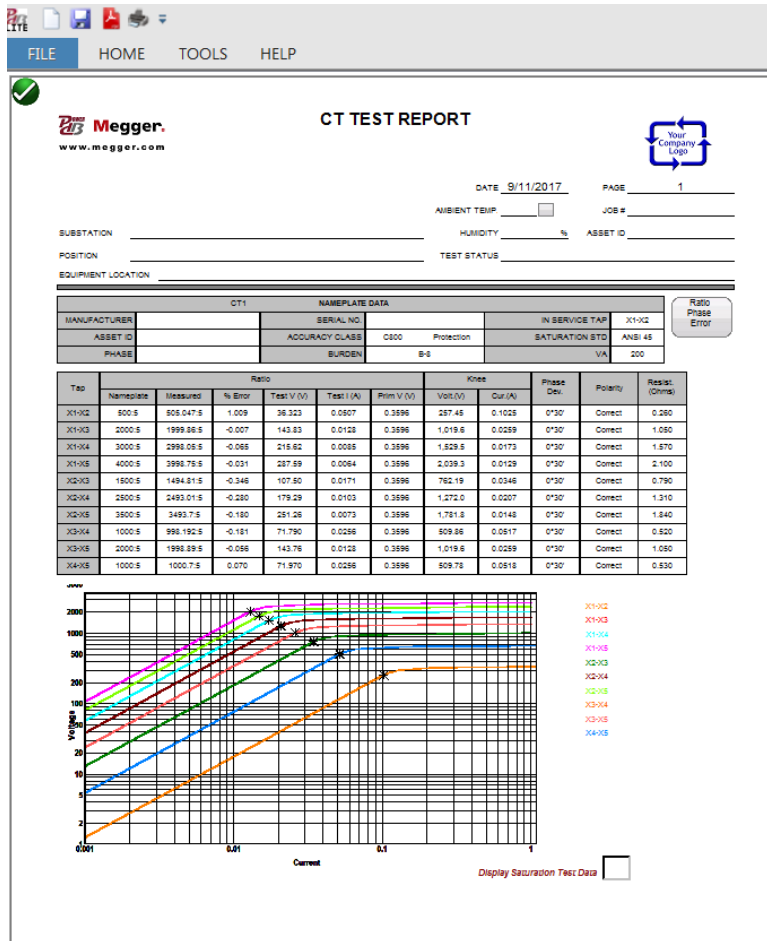 LITE
FILE HOME TOOLS HELP
Megger.
www.megger.com
CT TEST REPORT
Your
Company
Logo
DATE 9/11/2017 PAGE 1
AMBIENT TEMP JOB #
SUBSTATION HUMIDITY % ASSET ID
POSITION TEST STATUS
EQUIPMENT LOCATION
CT1 NAMEPLATE DATA
Ratio
Phase
Error
MANUFACTURER SERIAL NO. IN SERVICE TAP X1-X2
ASSET ID ACCURACY CLASS C800 Protection SATURATION STD ANSI 45
PHASE BURDEN B-8 VA 200
Tap Ratio Knee Phase Dev. Polarity Resist. (Ohms)
Nameplate Measured % Error Test V (V) Test I (A) Prim V (V) Volt.(V) Cur.(A)
X1-X2 500:5 505.047:5 1.009 36.323 0.0507 0.3596 257.45 0.1025 0°30' Correct 0.260
X1-X3 2000:5 1999.86:5 -0.007 143.83 0.0128 0.3596 1,019.6 0.0259 0°30' Correct 1.050
X1-X4 3000:5 2998.05:5 -0.065 215.62 0.0085 0.3596 1,529.5 0.0173 0°30' Correct 1.570
X1-X5 4000:5 3998.75:5 -0.031 287.59 0.0064 0.3596 2,039.3 0.0129 0°30' Correct 2.100
X2-X3 1500:5 1494.81:5 -0.346 107.50 0.0171 0.3596 762.19 0.0346 0°30' Correct 0.790
X2-X4 2500:5 2493.01:5 -0.280 179.29 0.0103 0.3596 1,272.0 0.0207 0°30' Correct 1.310
X2-X5 3500:5 3493.7:5 -0.180 251.26 0.0073 0.3596 1,781.8 0.0148 0°30' Correct 1.840
X3-X4 1000:5 998.192:5 -0.181 71.790 0.0256 0.3596 509.86 0.0517 0°30' Correct 0.520
X3-X5 2000:5 1998.89:5 -0.056 143.76 0.0128 0.3596 1,019.6 0.0259 0°30' Correct 1.050
X4-X5 1000:5 1000.7:5 0.070 71.970 0.0256 0.3596 509.78 0.0518 0°30' Correct 0.530
5000
2000
1000
500
200
100
20
10
5
2
1
Voltage
0.001 0.01 0.1 1
Current
X1-X2
X1-X3
X1-X4
X1-X5
X2-X3
X2-X4
X2-X5
X3-X4
X3-X5
X4-X5
Display Saturation Test Data